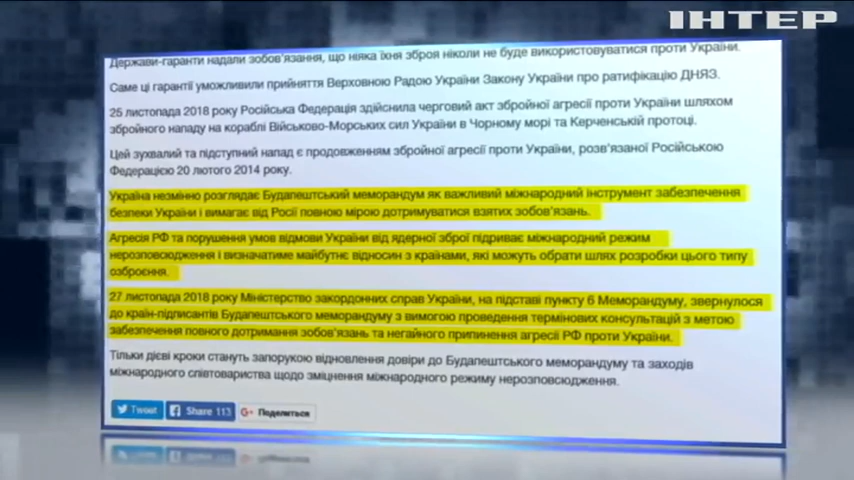 ІНТЕР
Держави-гаранти надали зобов'язання, що ніяка їхня зброя ніколи не буде використовуватися проти України.
Саме ці гарантії уможливили прийняття Верховною Радою України Закону України про ратифікацію ДНЯЗ.
25 листопада 2018 року Російська Федерація здійснила черговий акт збройної агресії проти України шляхом
збройного нападу на кораблі Військово-Морських сил України в Чорному морі та Керченській протоці.
Цей зухвалий та підступний напад є продовженням збройної агресії проти України, розв'язаної Російською
Федерацією 20 лютого 2014 року.
Україна незмінно розглядає Будапештський меморандум як важливий міжнародний інструмент забезпечення
безпеки України і вимагає від Росії повною мірою дотримуватися взятих зобов'язань.
Агресія РФ та порушення умов відмови України від ядерної зброї підриває міжнародний режим
нерозповсюдження і визначатиме майбутнє відносин з країнами, які можуть обрати шлях розробки цього типу
озброєння.
27 листопада 2018 року Міністерство закордонних справ України, на підставі пункту 6 Меморандуму, звернулося
до країн-підписантів Будапештського меморандуму з вимогою проведення термінових консультацій з метою
забезпечення повного дотримання зобов'язань та негайного припинення агресії РФ проти України.
Тільки дієві кроки стануть запорукою відновлення довіри до Будапештського меморандуму та заходів
міжнародного співтовариства щодо зміцнення міжнародного режиму нерозповсюдження.
Tweet Share 113 G+ Поделиться